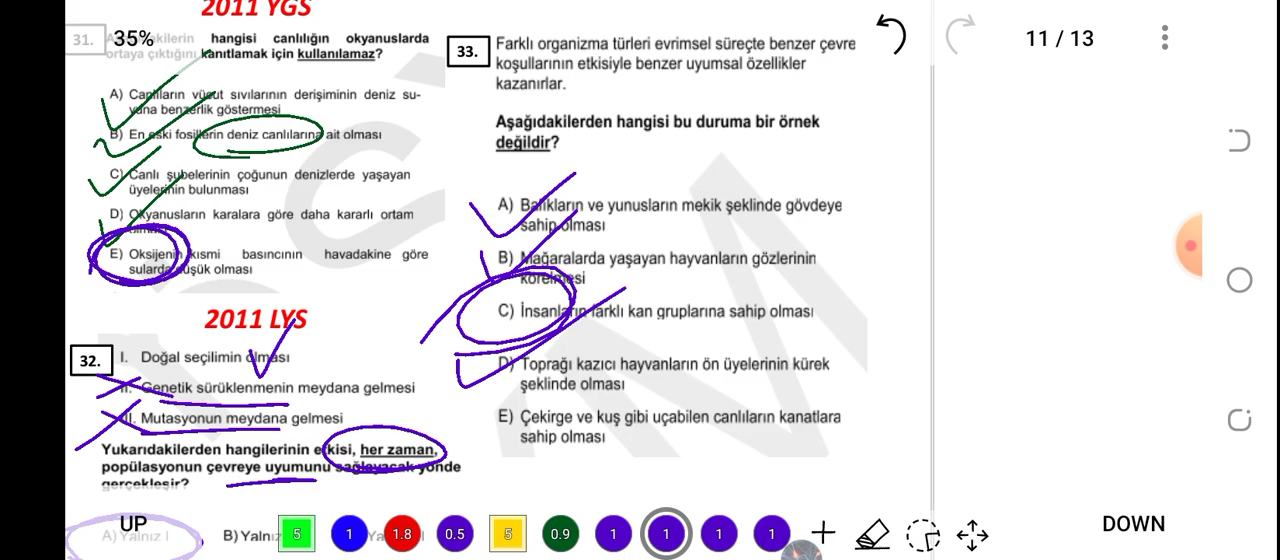 2011 YGS
31.
35%
hangisi canlılığın okyanuslarda
ortaya çıktığını kanıtlamak için kullanılamaz?
A) Canlıların vücut sıvılarının derişiminin deniz su-
yuna benzerlik göstermesi
B) En eski fosillerin deniz canlılarına ait olması
C) Canlı şubelerinin çoğunun denizlerde yaşayan
üyelerinin bulunması
D) Okyanusların karalara göre daha kararlı ortam
E) Oksijenin kısmi basıncının havadakine göre
sularda düşük olması
2011 LYS
32.
I. Doğal seçilimin olması
II. Genetik sürüklenmenin meydana gelmesi
III. Mutasyonun meydana gelmesi
Yukarıdakilerden hangilerinin etkisi, her zaman,
popülasyonun çevreye uyumunu sağlayacak yönde
gerçekleşir?
A) Yalnız I
33.
Farklı organizma türleri evrimsel süreçte benzer çevre
koşullarının etkisiyle benzer uyumsal özellikler
kazanırlar.
Aşağıdakilerden hangisi bu duruma bir örnek
değildir?
A) Balıkların ve yunusların mekik şeklinde gövdeye
sahip olması
B) Mağaralarda yaşayan hayvanların gözlerinin
körelmesi
C) İnsanların farklı kan gruplarına sahip olması
D) Toprağı kazıcı hayvanların ön üyelerinin kürek
şeklinde olması
E) Çekirge ve kuş gibi uçabilen canlıların kanatlara
sahip olması
11 / 13
UP
5
1
1.8
0.5
5
0.9
1
1
1
1
DOWN